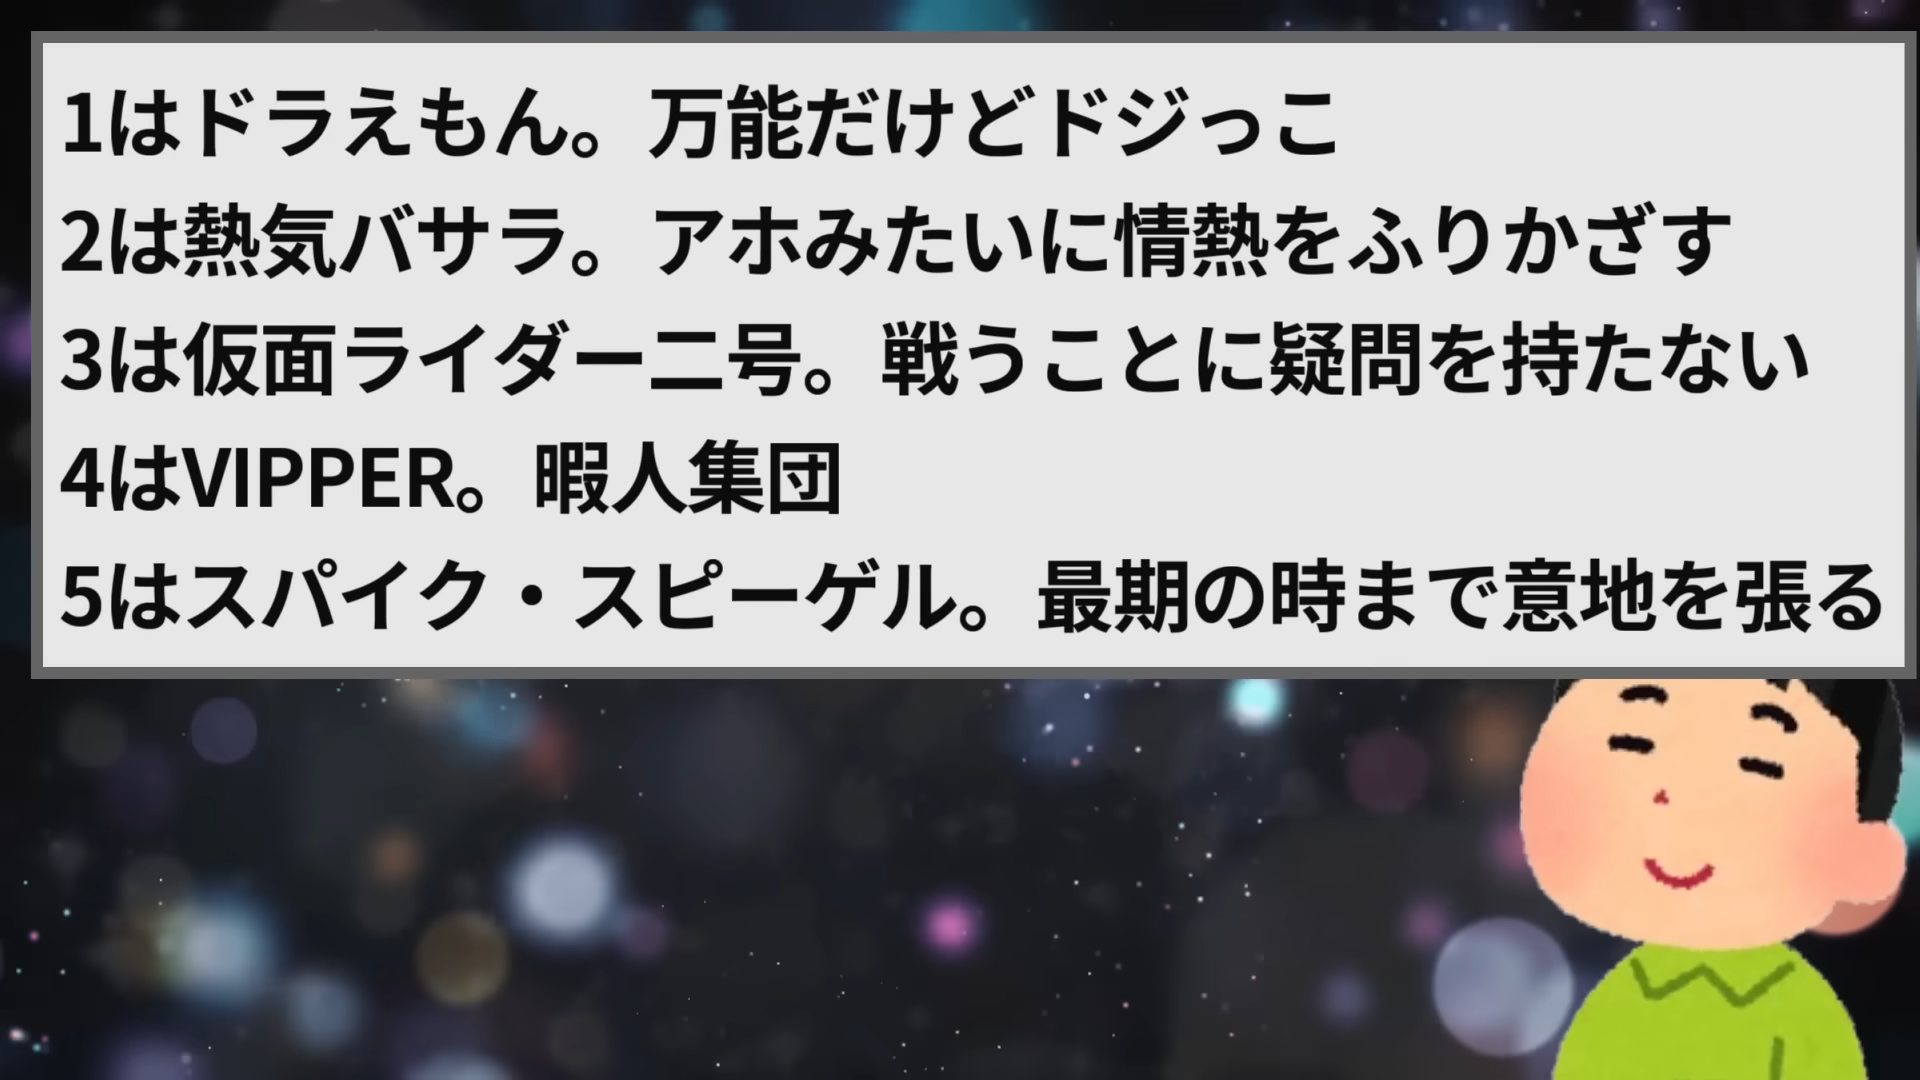 1はドラえもん。万能だけどドジっこ
2は熱気バサラ。アホみたいに情熱をふりかざす
3は仮面ライダー二号。戦うことに疑問を持たない
4はVIPPER。暇人集団
5はスパイク・スピーゲル。最期の時まで意地を張る